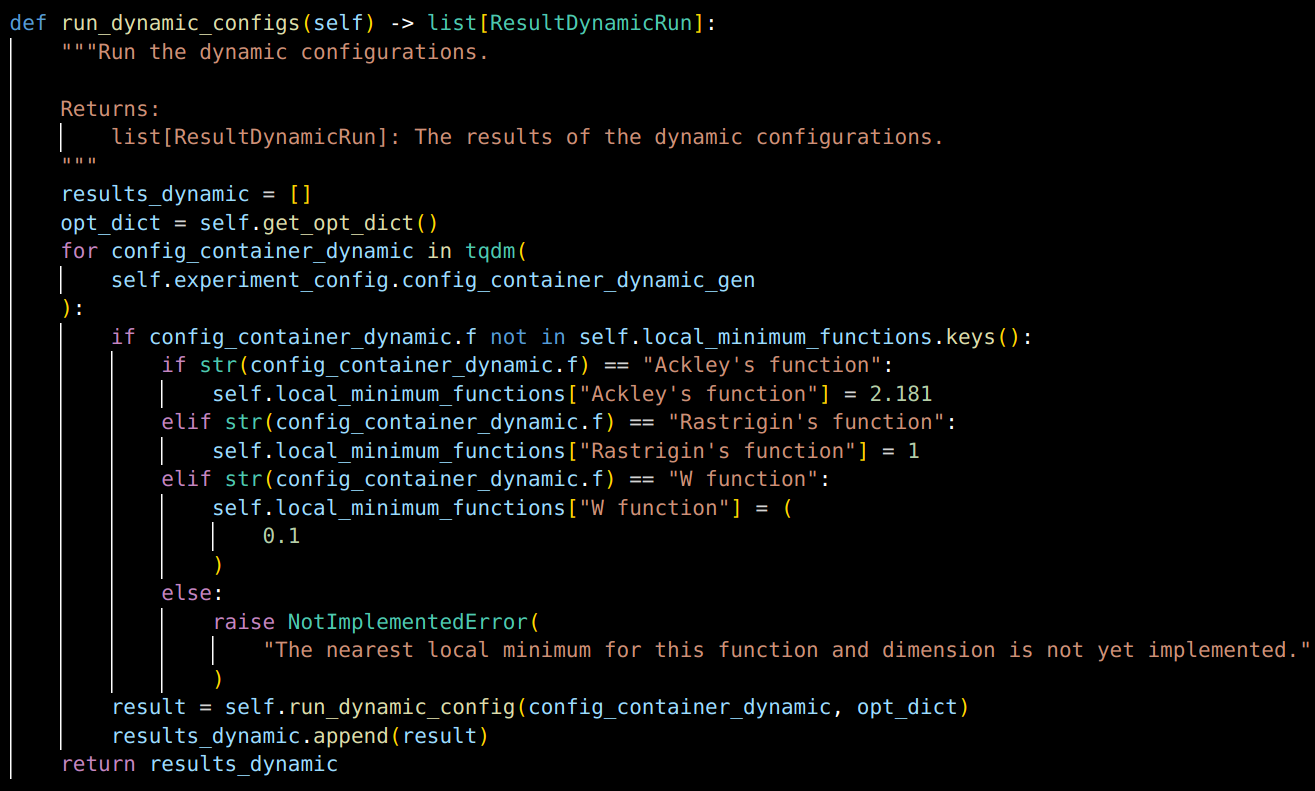 def run_dynamic_configs(self) -> list[ResultDynamicRun]:
    """Run the dynamic configurations.

    Returns:
        list[ResultDynamicRun]: The results of the dynamic configurations.
    """
    results_dynamic = []
    opt_dict = self.get_opt_dict()
    for config_container_dynamic in tqdm(
        self.experiment_config.config_container_dynamic_gen
    ):
        if config_container_dynamic.f not in self.local_minimum_functions.keys():
            if str(config_container_dynamic.f) == "Ackley's function":
                self.local_minimum_functions["Ackley's function"] = 2.181
            elif str(config_container_dynamic.f) == "Rastrigin's function":
                self.local_minimum_functions["Rastrigin's function"] = 1
            elif str(config_container_dynamic.f) == "W function":
                self.local_minimum_functions["W function"] = (
                    0.1
                )
            else:
                raise NotImplementedError(
                    "The nearest local minimum for this function and dimension is not yet implemented."
                )
        result = self.run_dynamic_config(config_container_dynamic, opt_dict)
        results_dynamic.append(result)
    return results_dynamic